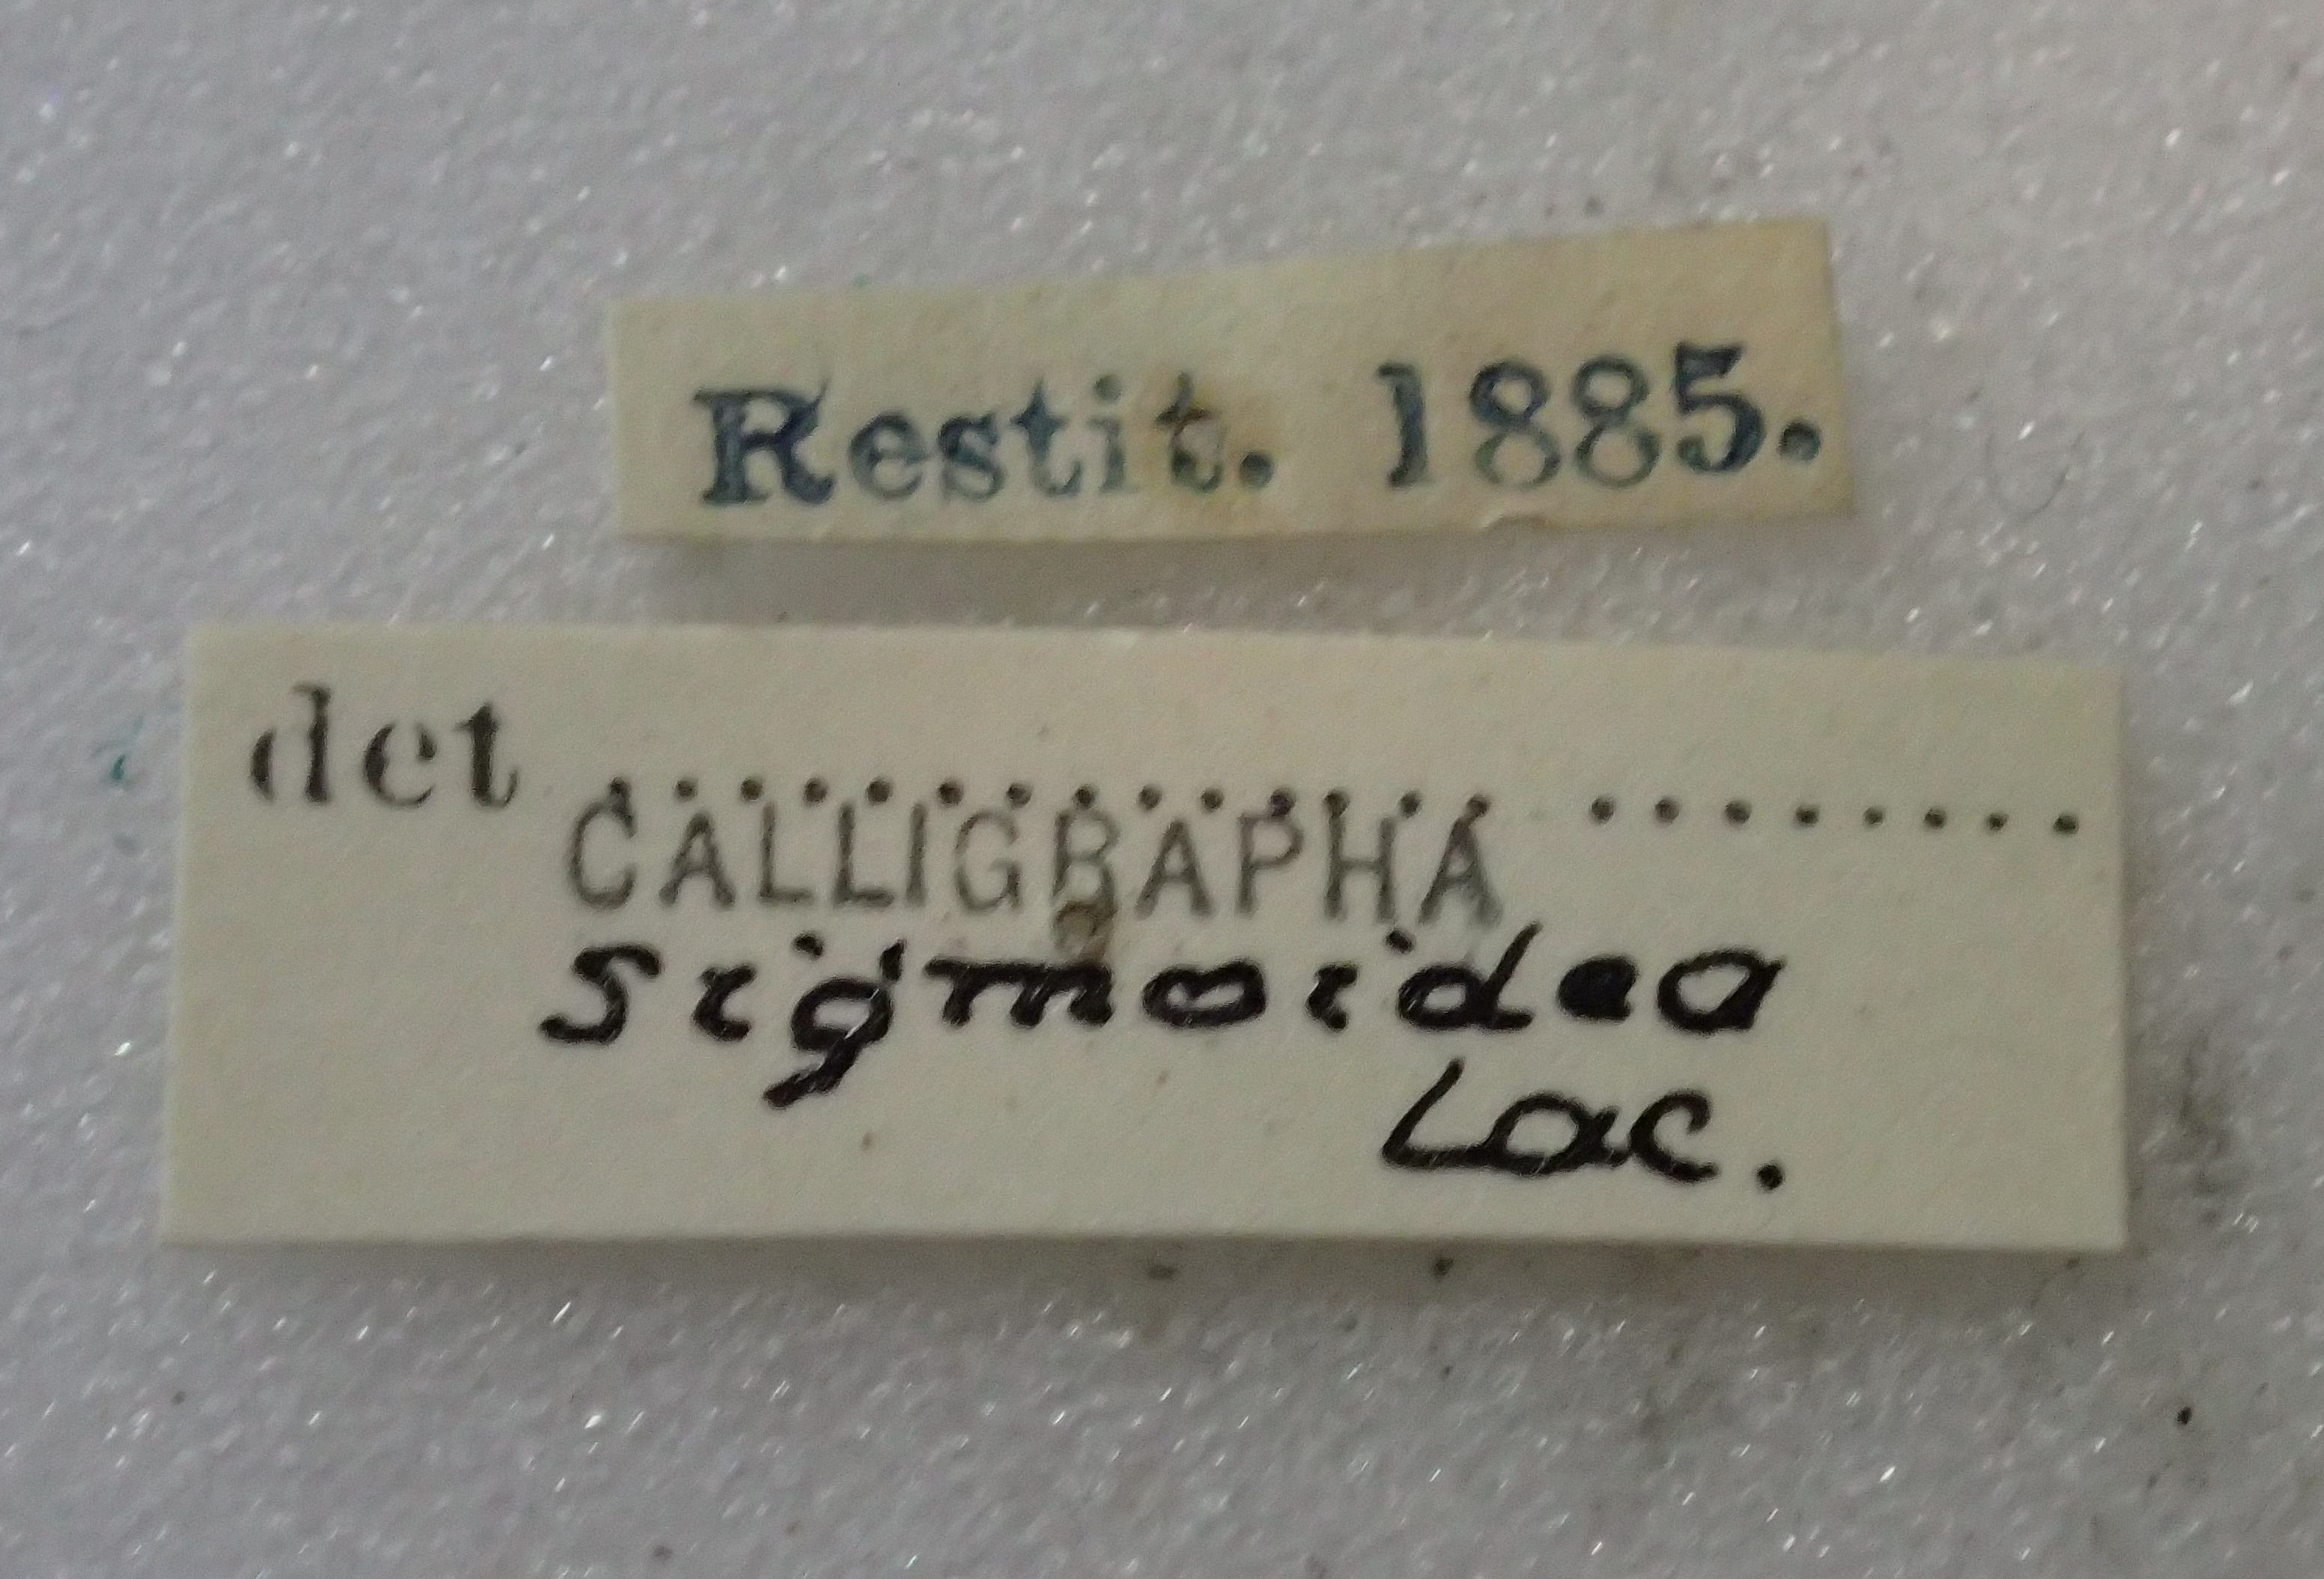 Restit. 1885.
det ...................... ........
CALLIGRAPHA
sigmoidea
Lac.